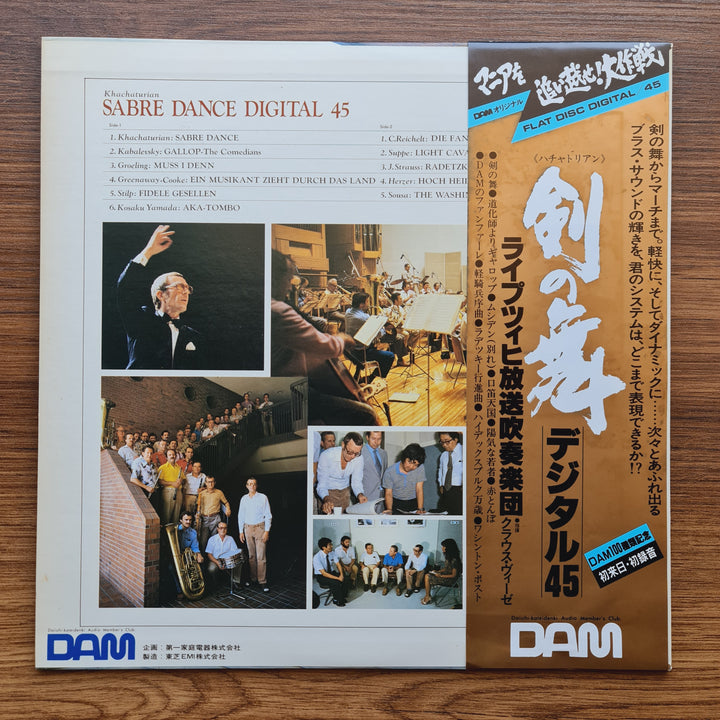 Khachaturian
SABRE DANCE DIGITAL 45
Side-1
1. Khachaturian: SABRE DANCE
2. Kabalevsky: GALLOP-The Comedians
3. Groeling: MUSS I DENN
4. Greenaway-Cooke: EIN MUSIKANT ZIEHT DURCH DAS LAND
5. Stilp: FIDELE GESELLEN
6. Kosaku Yamada: AKA-TOMBO
Side-2
1. C.Reichelt: DIE FAN
2. Suppe: LIGHT CAVA
3. J.Strauss: RADETZK
4. Herzer: HOCH HEID
5. Sousa: THE WASHIN
Daiichi-kateidenki Audio Member's Club
DAM
企画:第一家庭電器株式会社
製造:東芝EMI株式会社
マニアを
追い越せ!大作戦
DAM オリジナル
FLAT DISC DIGITAL 45
剣の舞からマーチまで。軽快に、そしてダイナミックに……次々とあふれ出る
ブラス・サウンドの輝きを、君のシステムは、どこまで表現できるか!?
《ハチャトリアン》
剣の舞
デジタル45
ライプツィヒ放送吹奏楽団
クラウス・ヴィーゼ
●剣の舞●道化師よりギャロップ●ムシデン(別れ)●口笛天国●陽気な若者●赤とんぼ
●DAMのファンファーレ●軽騎兵序曲●ラデツキー行進曲●ハイデックスブルク万歳●ワシントン・ポスト
DAM100機種記念
初来日・初録音
Daiichi-kateidenki Audio Member's Club
DAM